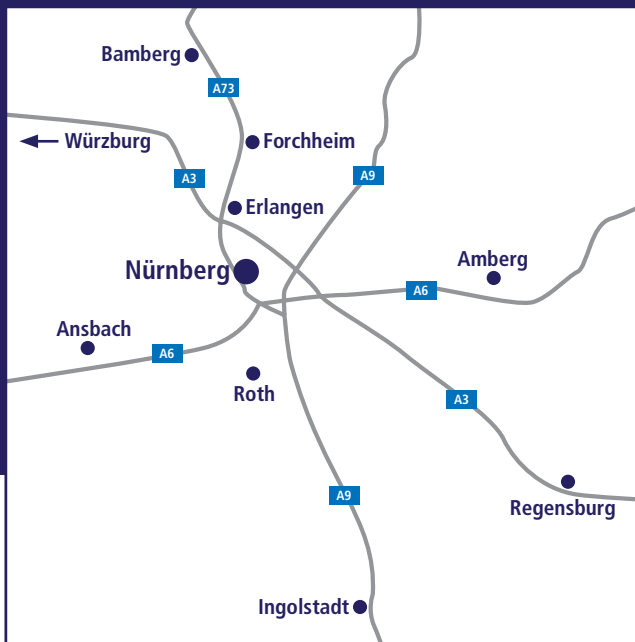 Bamberg
A73
Würzburg
Forchheim
A3
A9
Erlangen
Nürnberg
Amberg
A6
Ansbach
A6
Roth
A3
A9
Regensburg
Ingolstadt